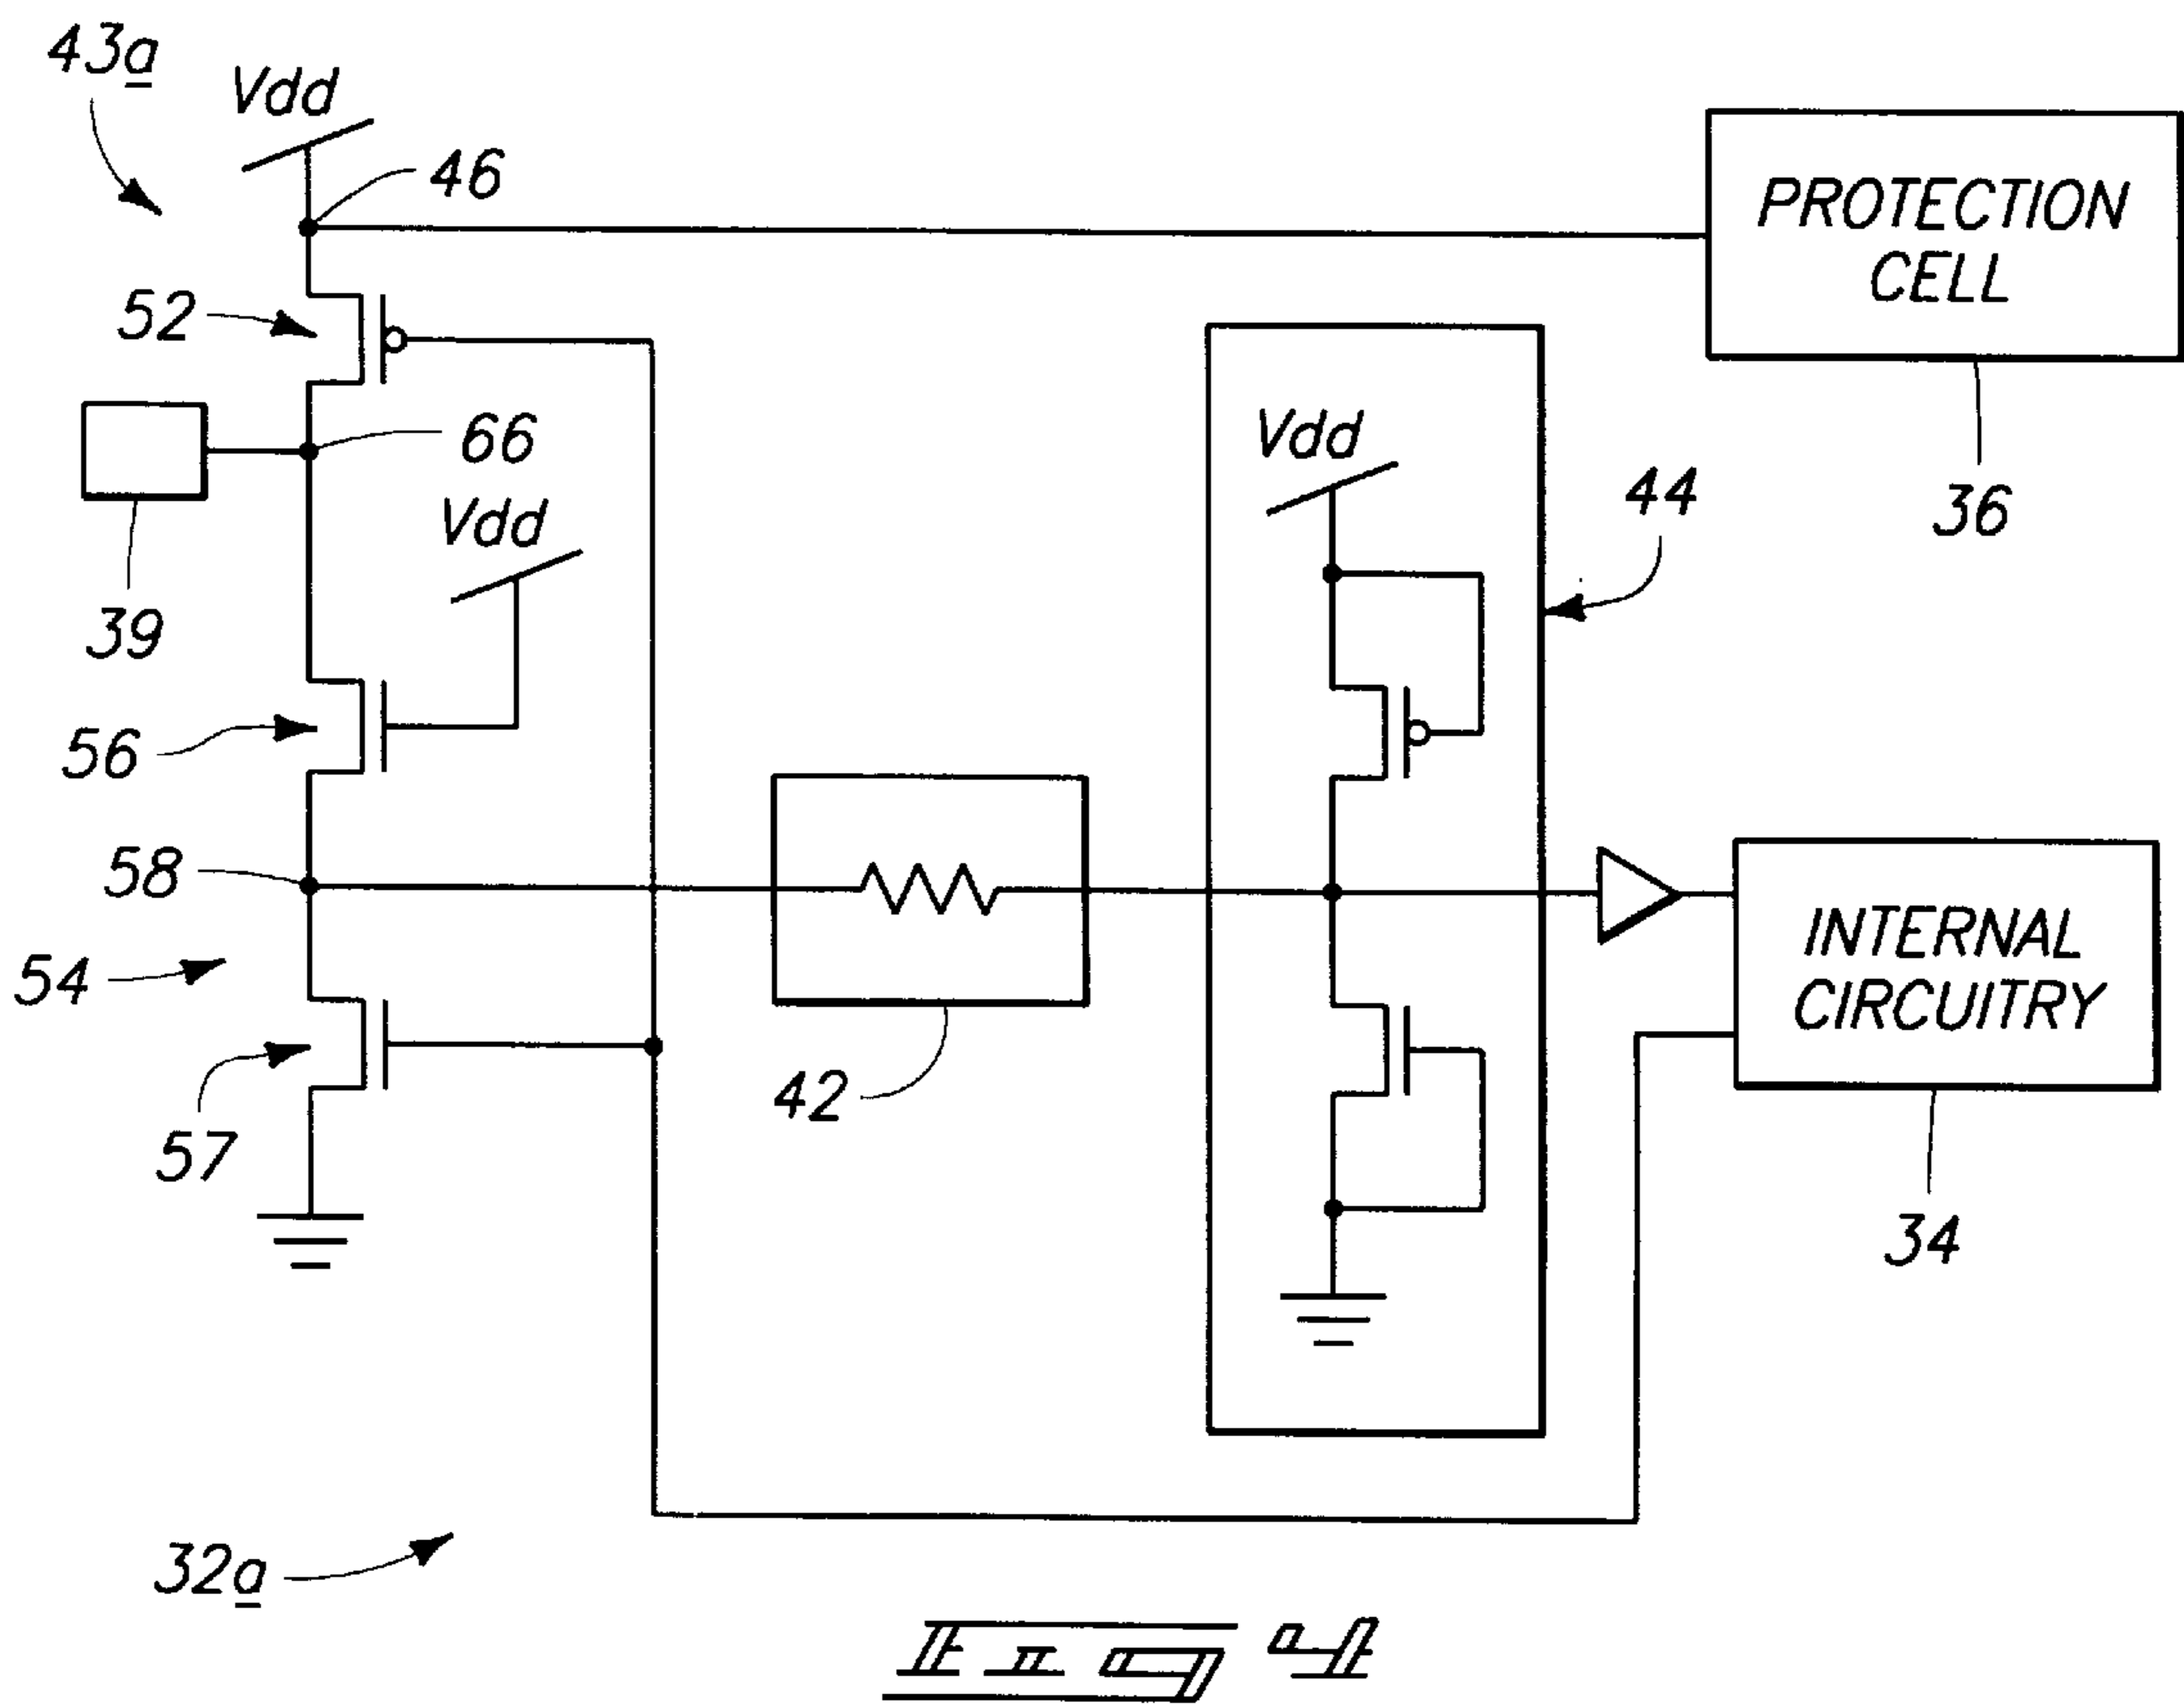 43a
Vdd
46
PROTECTION
CELL
52
66
Vdd
Vdd
44
36
39
56
58
INTERNAL
CIRCUITRY
54
42
57
34
32a
Fig 4